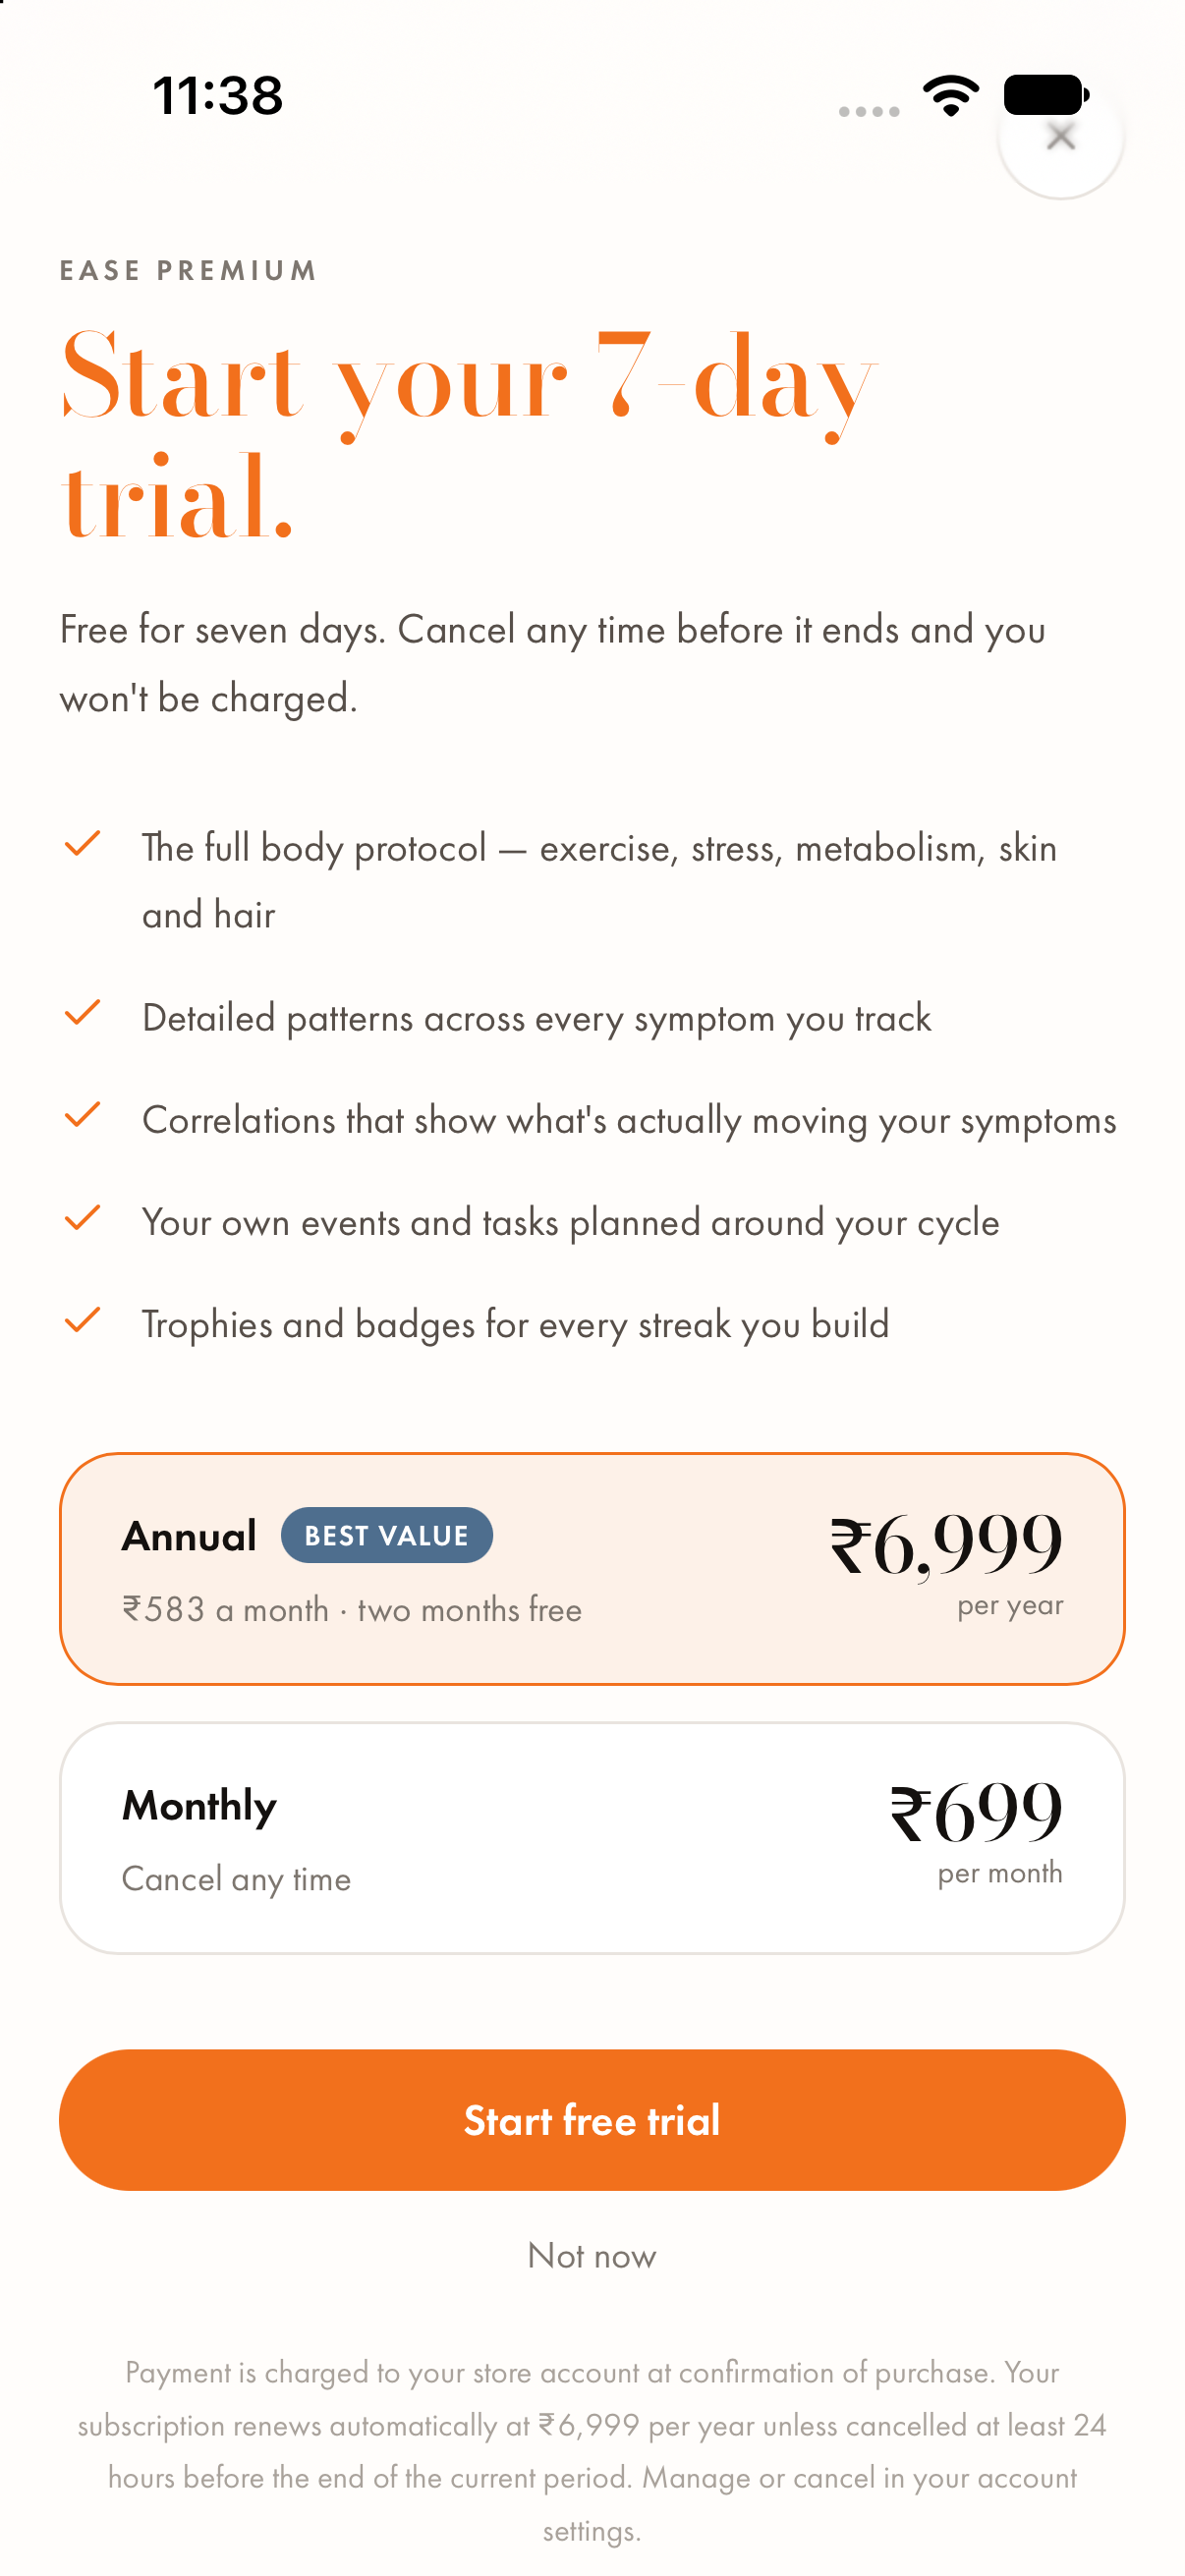 11:38
EASE PREMIUM
Start your 7-day
trial.
Free for seven days. Cancel any time before it ends and you
won't be charged.
The full body protocol — exercise, stress, metabolism, skin
and hair
Detailed patterns across every symptom you track
Correlations that show what's actually moving your symptoms
Your own events and tasks planned around your cycle
Trophies and badges for every streak you build
Annual BEST VALUE ₹6,999
₹583 a month · two months free per year
Monthly ₹699
Cancel any time per month
Start free trial
Not now
Payment is charged to your store account at confirmation of purchase. Your
subscription renews automatically at ₹6,999 per year unless cancelled at least 24
hours before the end of the current period. Manage or cancel in your account
settings.